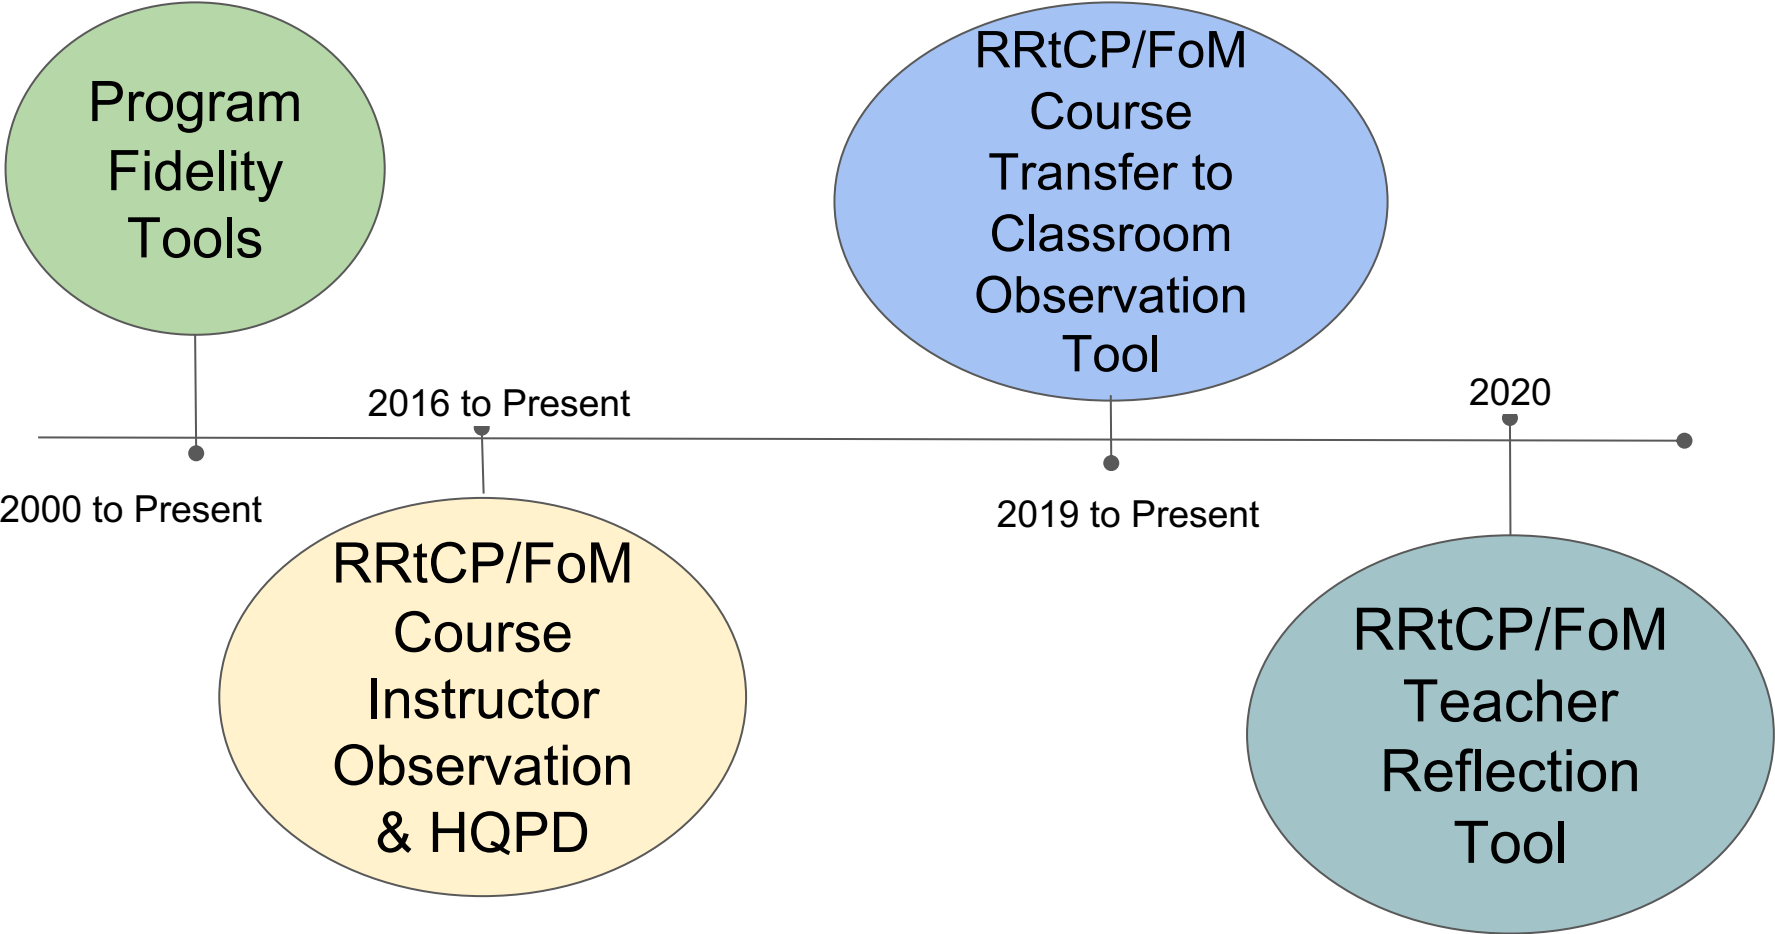 Program
Fidelity
Tools
2000 to Present
2016 to Present
RRtCP/FoM
Course
Instructor
Observation
& HQPD
RRtCP/FoM
Course
Transfer to
Classroom
Observation
Tool
2019 to Present
2020
RRtCP/FoM
Teacher
Reflection
Tool